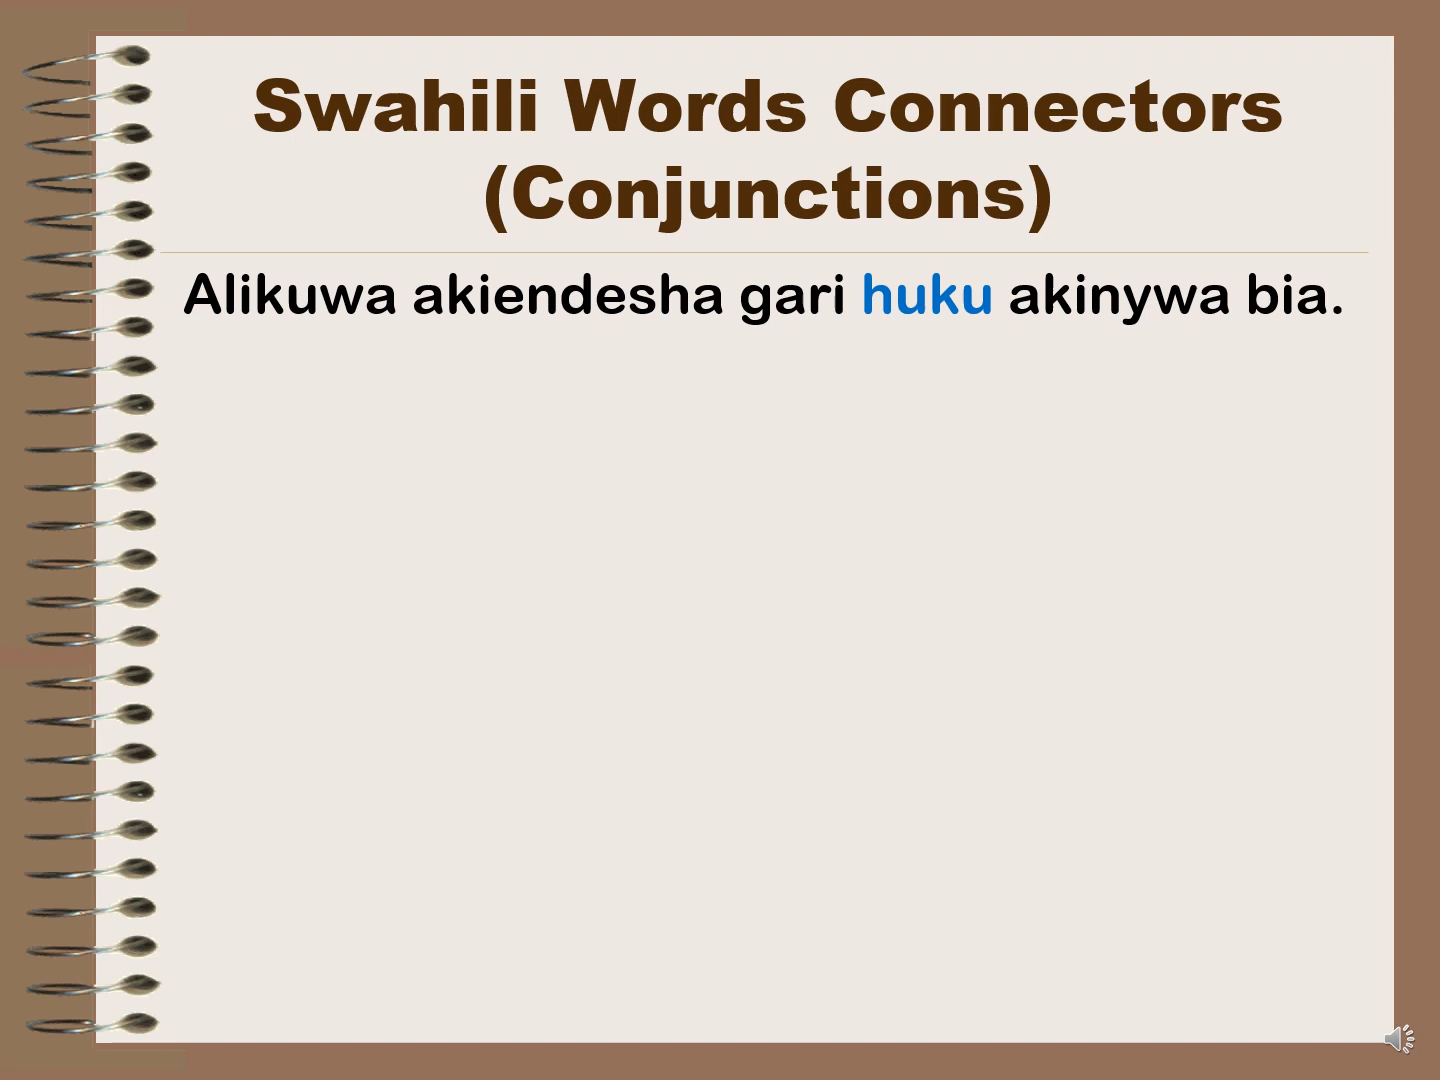 Swahili Words Connectors
(Conjunctions)
Alikuwa akiendesha gari huku akinywa bia.